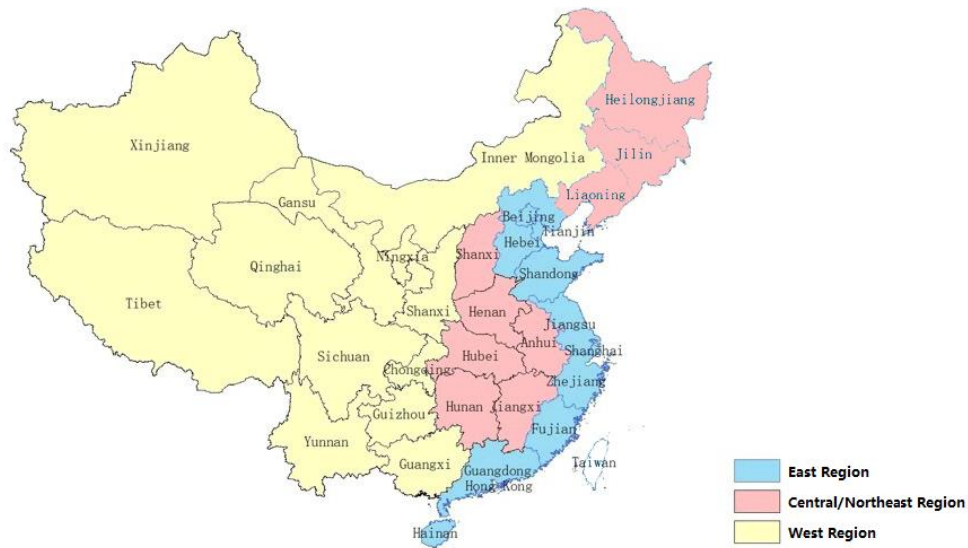 Heilongjiang
Jilin
Xinjiang
Inner Mongolia
Liaoning
Gansu
Beijing
Tianjin
Hebei
Shanxi
Ningxia
Qinghai
Shandong
Tibet
Shanxi
Henan
Jiangsu
Anhui
Shanghai
Sichuan
Hubei
Chongqing
Zhejiang
Hunan
Jiangxi
Guizhou
Fujian
Yunnan
Guangxi
Guangdong
Taiwan
Hong Kong
Hainan
East Region
Central/Northeast Region
West Region